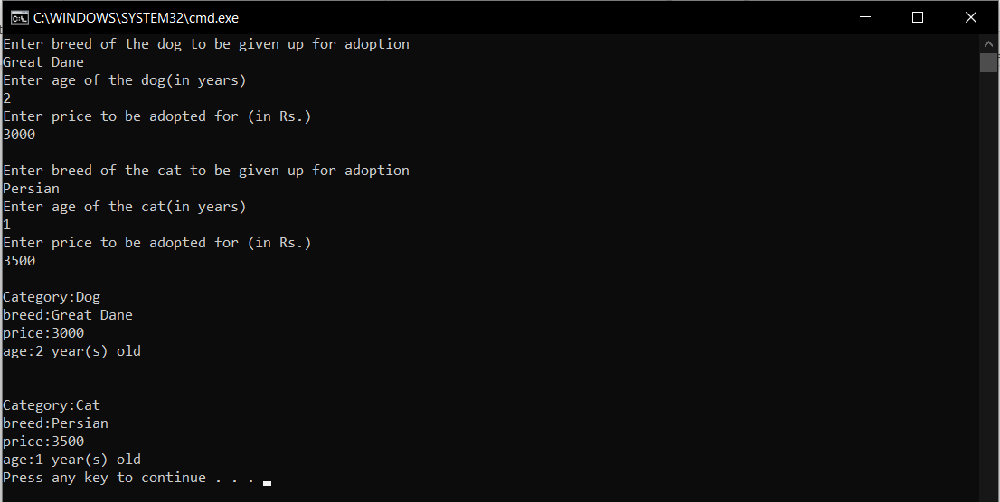 C:\WINDOWS\SYSTEM32\cmd.exe
Enter breed of the dog to be given up for adoption
Great Dane
Enter age of the dog(in years)
2
Enter price to be adopted for (in Rs.)
3000
Enter breed of the cat to be given up for adoption
Persian
Enter age of the cat(in years)
1
Enter price to be adopted for (in Rs.)
3500
Category:Dog
breed:Great Dane
price:3000
age:2 year(s) old
Category:Cat
breed:Persian
price:3500
age:1 year(s) old
Press any key to continue . . .